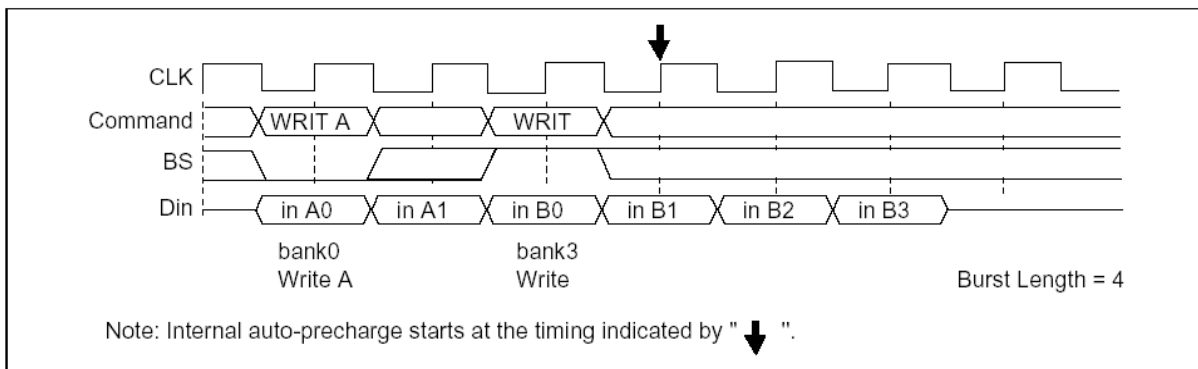 CLK
Command WRIT A WRIT
BS
Din in A0 in A1 in B0 in B1 in B2 in B3
bank0 bank3
Write A Write Burst Length = 4
Note: Internal auto-precharge starts at the timing indicated by " ".